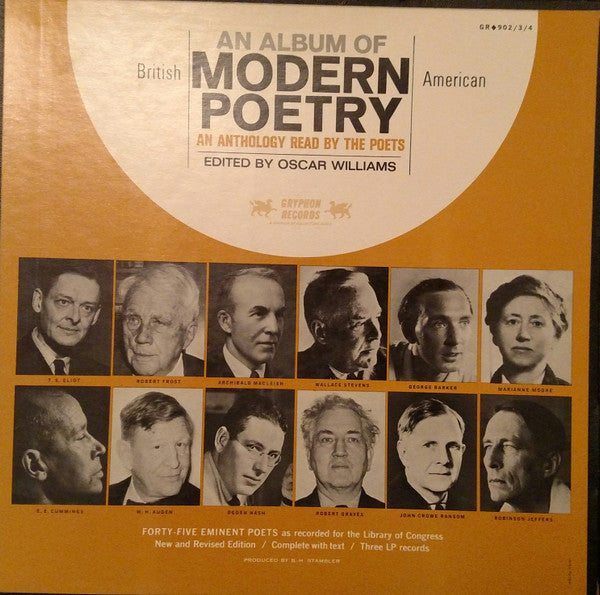 GR◆902/3/4
AN ALBUM OF
British
MODERN
American
POETRY
AN ANTHOLOGY READ BY THE POETS
EDITED BY OSCAR WILLIAMS
GRYPHON
RECORDS
T. S. ELIOT
ROBERT FROST
ARCHIBALD MACLEISH
WALLACE STEVENS
GEORGE BARKER
MARIANNE MOORE
E. E. CUMMINGS
W. H. AUDEN
OGDEN NASH
ROBERT GRAVES
JOHN CROWE RANSOM
ROBINSON JEFFERS
FORTY-FIVE EMINENT POETS as recorded for the Library of Congress
New and Revised Edition / Complete with text / Three LP records
PRODUCED BY B.H. STAMBLER